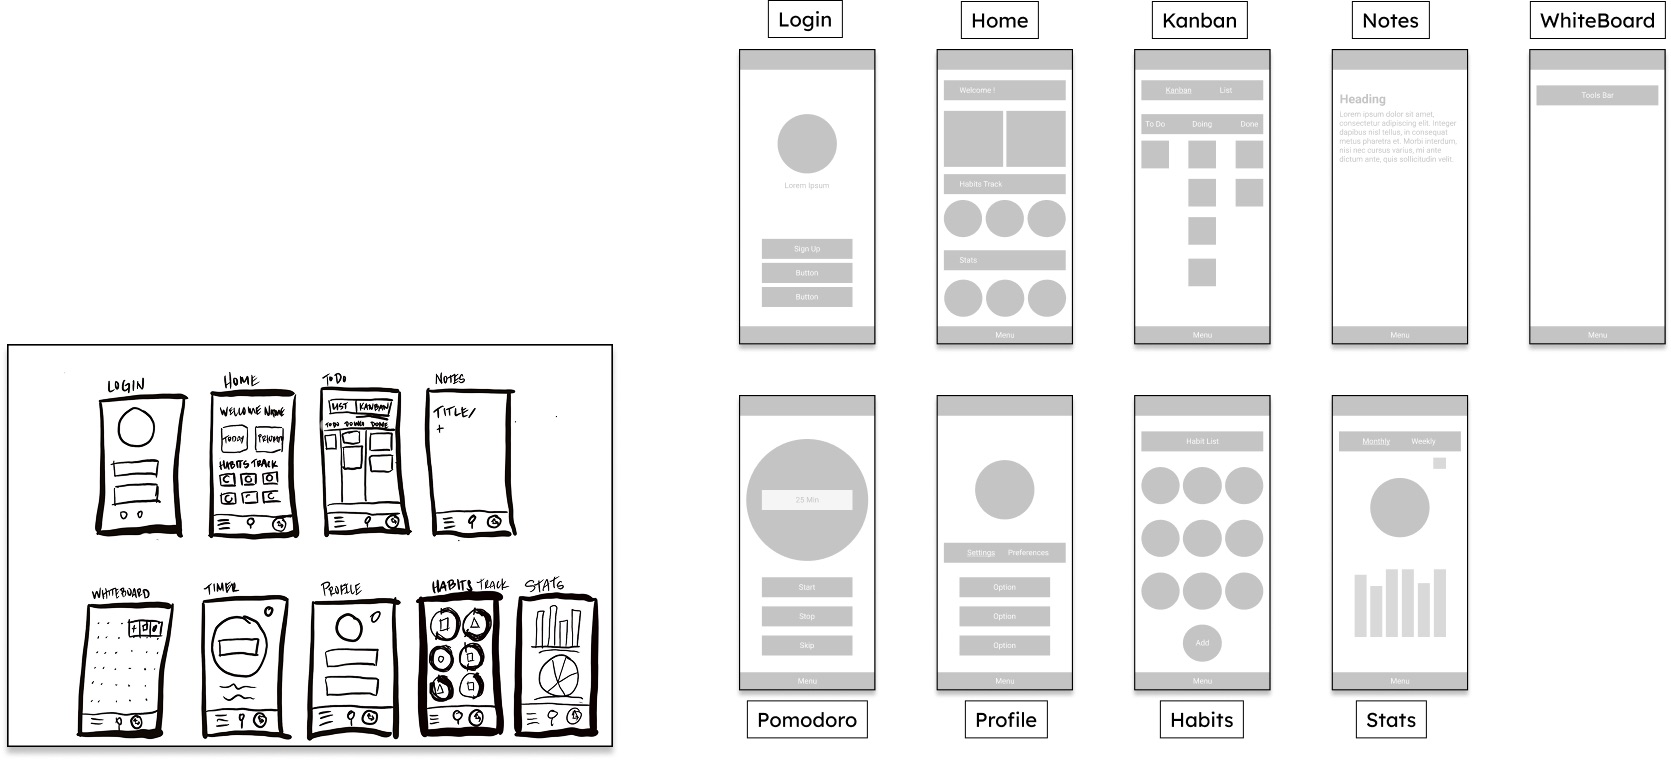 Login
Home
Kanban
Notes
WhiteBoard
Lorem Ipsum
Sign Up
Button
Button
Welcome !
Habits Track
Stats
Menu
Kanban List
To Do Doing Done
Menu
Heading
Lorem ipsum dolor sit amet,
consectetur adipiscing elit. Integer
dapibus nisl tellus, in consequat
metus pharetra et. Morbi interdum,
nisi nec cursus varius, mi ante
dictum ante, quis sollicitudin velit.
Menu
Tools Bar
Menu
LOGIN
HOME
WELCOME NAME
TODAY
HABITS TRACK
TO DO
LIST KANBAN
TO DO DOING DONE
NOTES
TITLE/
+
WHITEBOARD
TIMER
PROFILE
HABITS TRACK
STATS
25 Min
Start
Stop
Skip
Menu
Pomodoro
Settings Preferences
Option
Option
Option
Menu
Profile
Habit List
Add
Menu
Habits
Monthly Weekly
Menu
Stats